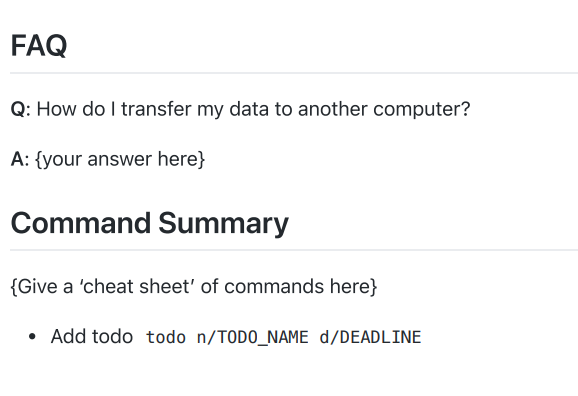 FAQ
Q: How do I transfer my data to another computer?
A: {your answer here}
Command Summary
{Give a ‘cheat sheet’ of commands here}
• Add todo todo n/TODO_NAME d/DEADLINE